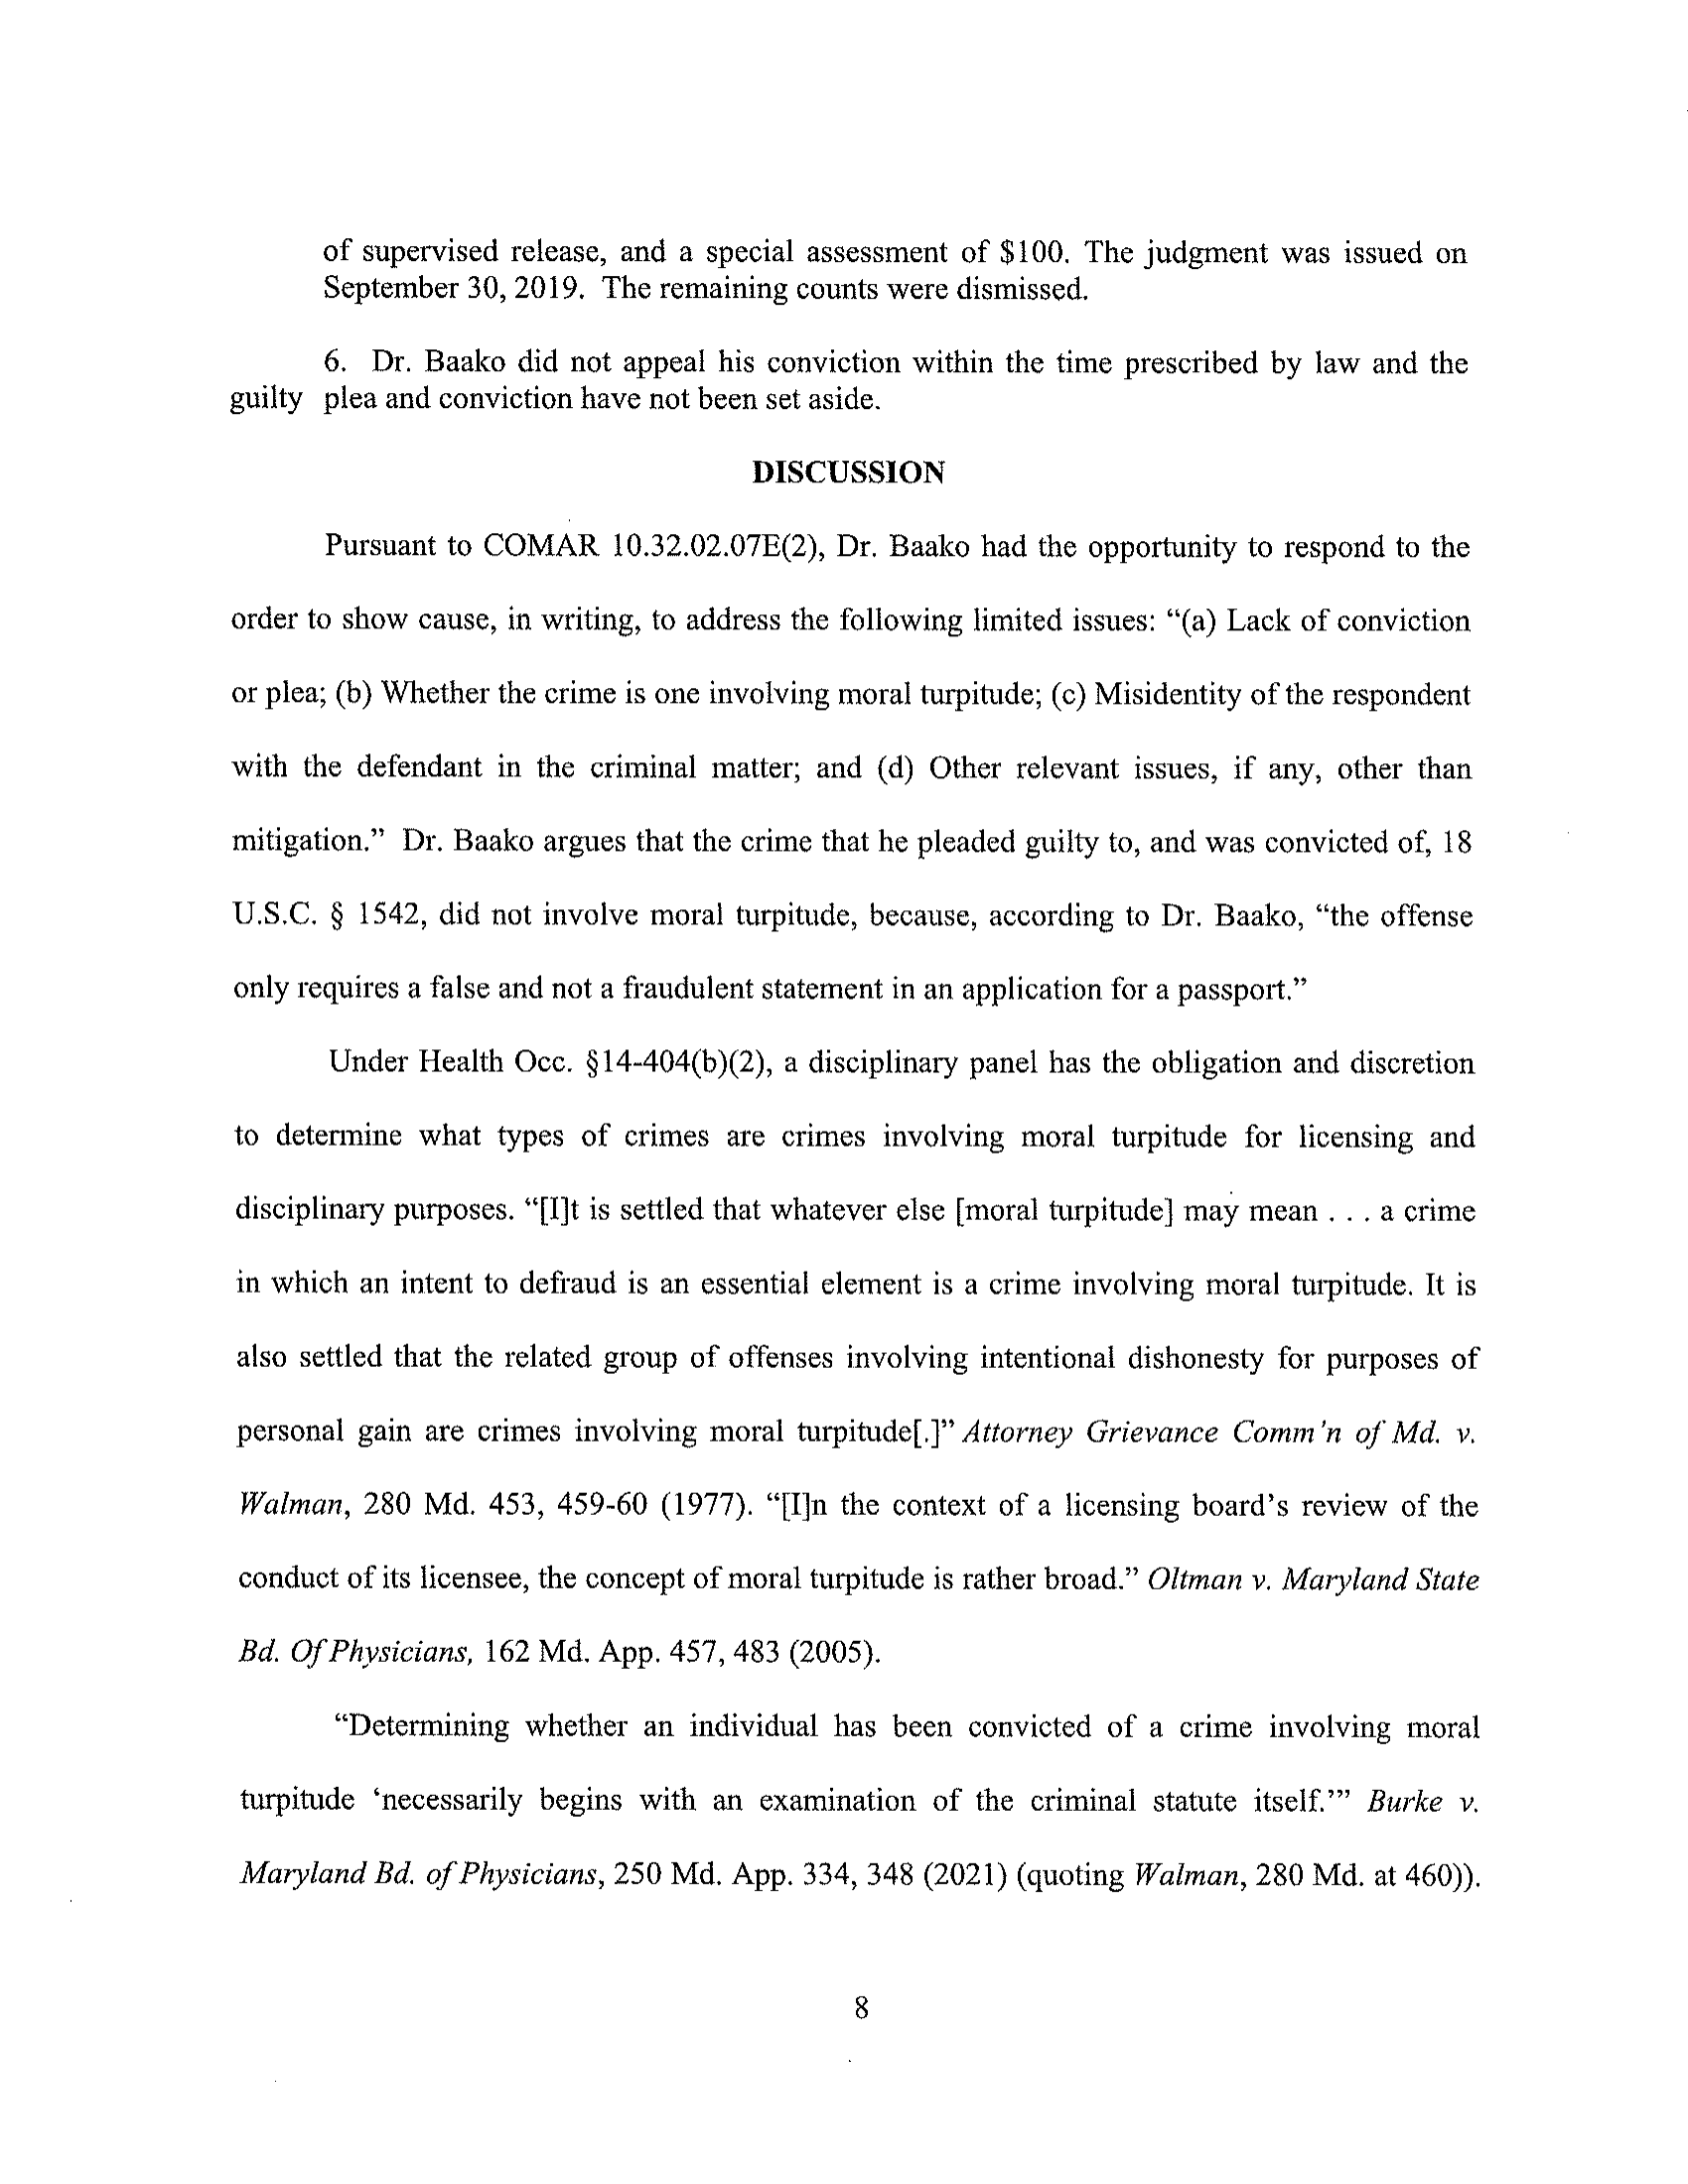 of supervised release, and a special assessment of $100. The judgment was issued on
September 30, 2019. The remaining counts were dismissed.
6. Dr. Baako did not appeal his conviction within the time prescribed by law and the
guilty plea and conviction have not been set aside.
DISCUSSION
Pursuant to COMAR 10.32.02.07E(2), Dr. Baako had the opportunity to respond to the
order to show cause, in writing, to address the following limited issues: “(a) Lack of conviction
or plea; (b) Whether the crime is one involving moral turpitude; (c) Misidentity of the respondent
with the defendant in the criminal matter; and (d) Other relevant issues, if any, other than
mitigation.” Dr. Baako argues that the crime that he pleaded guilty to, and was convicted of, 18
U.S.C. § 1542, did not involve moral turpitude, because, according to Dr. Baako, “the offense
only requires a false and not a fraudulent statement in an application for a passport.”
Under Health Occ. §14-404(b)(2), a disciplinary panel has the obligation and discretion
to determine what types of crimes are crimes involving moral turpitude for licensing and
disciplinary purposes. “[I]t is settled that whatever else [moral turpitude] may mean . . . a crime
in which an intent to defraud is an essential element is a crime involving moral turpitude. It is
also settled that the related group of offenses involving intentional dishonesty for purposes of
personal gain are crimes involving moral turpitude[.]” Attorney Grievance Comm’n of Md. v.
Walman, 280 Md. 453, 459-60 (1977). “[I]n the context of a licensing board’s review of the
conduct of its licensee, the concept of moral turpitude is rather broad.” Oltman v. Maryland State
Bd. Of Physicians, 162 Md. App. 457, 483 (2005).
“Determining whether an individual has been convicted of a crime involving moral
turpitude ‘necessarily begins with an examination of the criminal statute itself.’” Burke v.
Maryland Bd. of Physicians, 250 Md. App. 334, 348 (2021) (quoting Walman, 280 Md. at 460)).
8